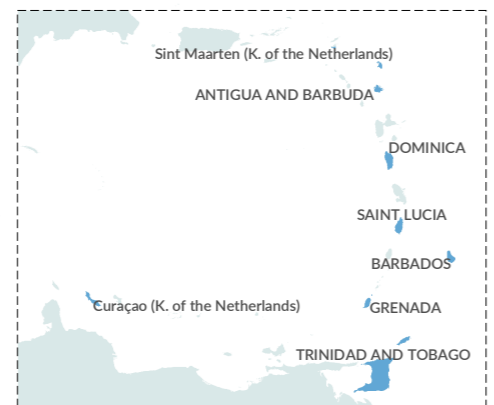 Sint Maarten (K. of the Netherlands)
ANTIGUA AND BARBUDA
DOMINICA
SAINT LUCIA
BARBADOS
Curaçao (K. of the Netherlands)
GRENADA
TRINIDAD AND TOBAGO